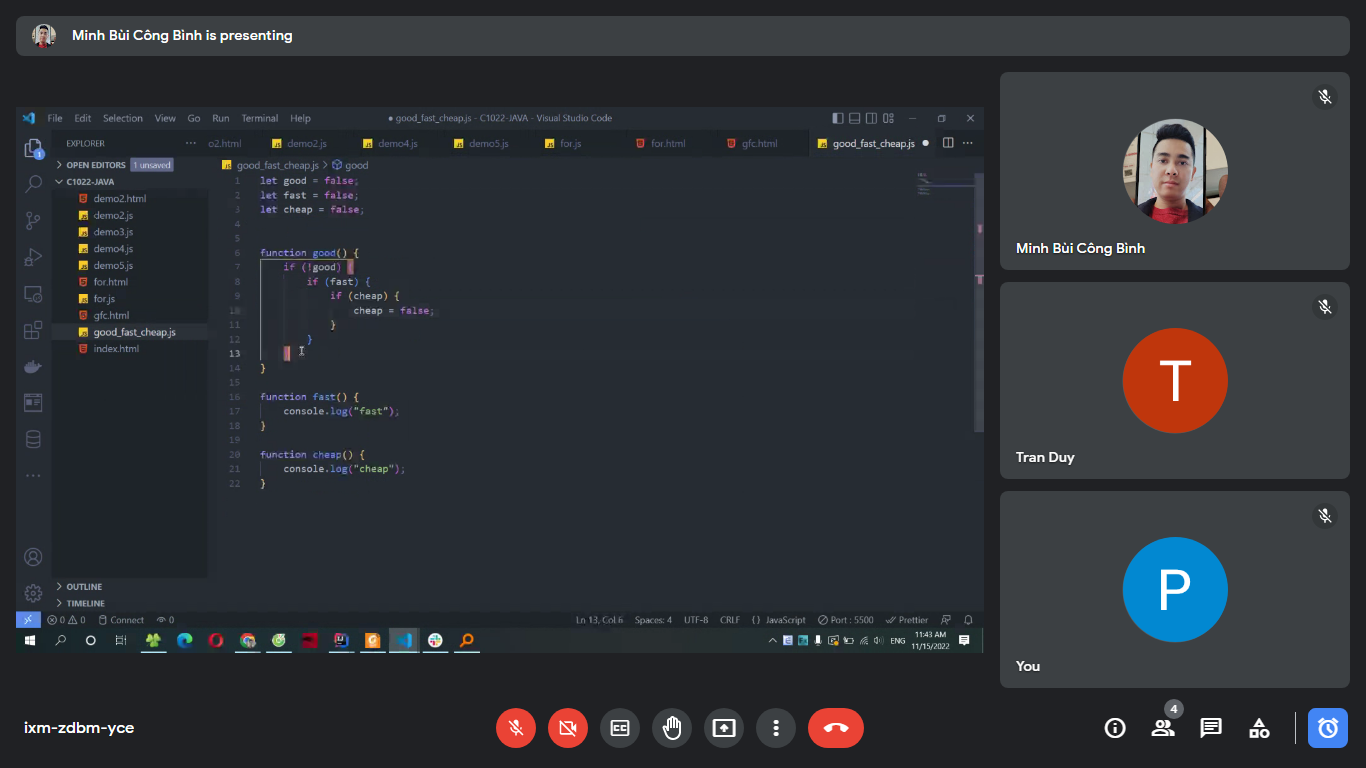 Minh Bùi Công Bình is presenting
File Edit Selection View Go Run Terminal Help
● good_fast_cheap.js - C1022-JAVA - Visual Studio Code
EXPLORER ···
o2.html demo2.js demo4.js demo5.js for.js for.html gfc.html good_fast_cheap.js ●
OPEN EDITORS 1 unsaved
good_fast_cheap.js > good
C1022-JAVA
demo2.html
demo2.js
demo3.js
demo4.js
demo5.js
for.html
for.js
gfc.html
good_fast_cheap.js
index.html
OUTLINE
TIMELINE
1 let good = false;
2 let fast = false;
3 let cheap = false;
4
5
6 function good() {
7 if (!good) {
8 if (fast) {
9 if (cheap) {
10 cheap = false;
11 }
12 }
13 }
14 }
15
16 function fast() {
17 console.log("fast");
18 }
19
20 function cheap() {
21 console.log("cheap");
22 }
0 0 Connect 0 Ln 13, Col 6 Spaces: 4 UTF-8 CRLF {} JavaScript Port : 5500 Prettier
ENG 11:43 AM
11/15/2022
Minh Bùi Công Bình
T
Tran Duy
P
You
ixm-zdbm-yce
CC
4